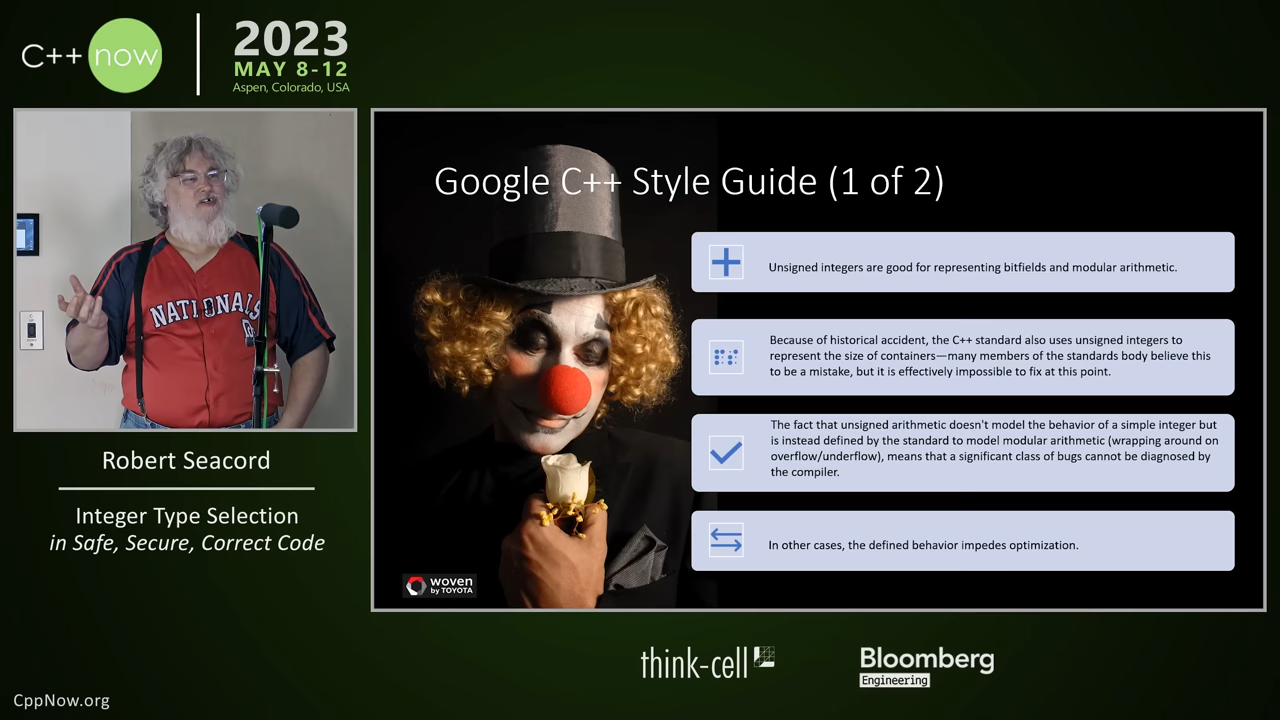 C++ now
2023
MAY 8-12
Aspen, Colorado, USA
NATIONALS
Robert Seacord
Integer Type Selection
in Safe, Secure, Correct Code
Google C++ Style Guide (1 of 2)
Unsigned integers are good for representing bitfields and modular arithmetic.
Because of historical accident, the C++ standard also uses unsigned integers to
represent the size of containers—many members of the standards body believe this
to be a mistake, but it is effectively impossible to fix at this point.
The fact that unsigned arithmetic doesn't model the behavior of a simple integer but
is instead defined by the standard to model modular arithmetic (wrapping around on
overflow/underflow), means that a significant class of bugs cannot be diagnosed by
the compiler.
In other cases, the defined behavior impedes optimization.
woven
by TOYOTA
think-cell
Bloomberg
Engineering
CppNow.org